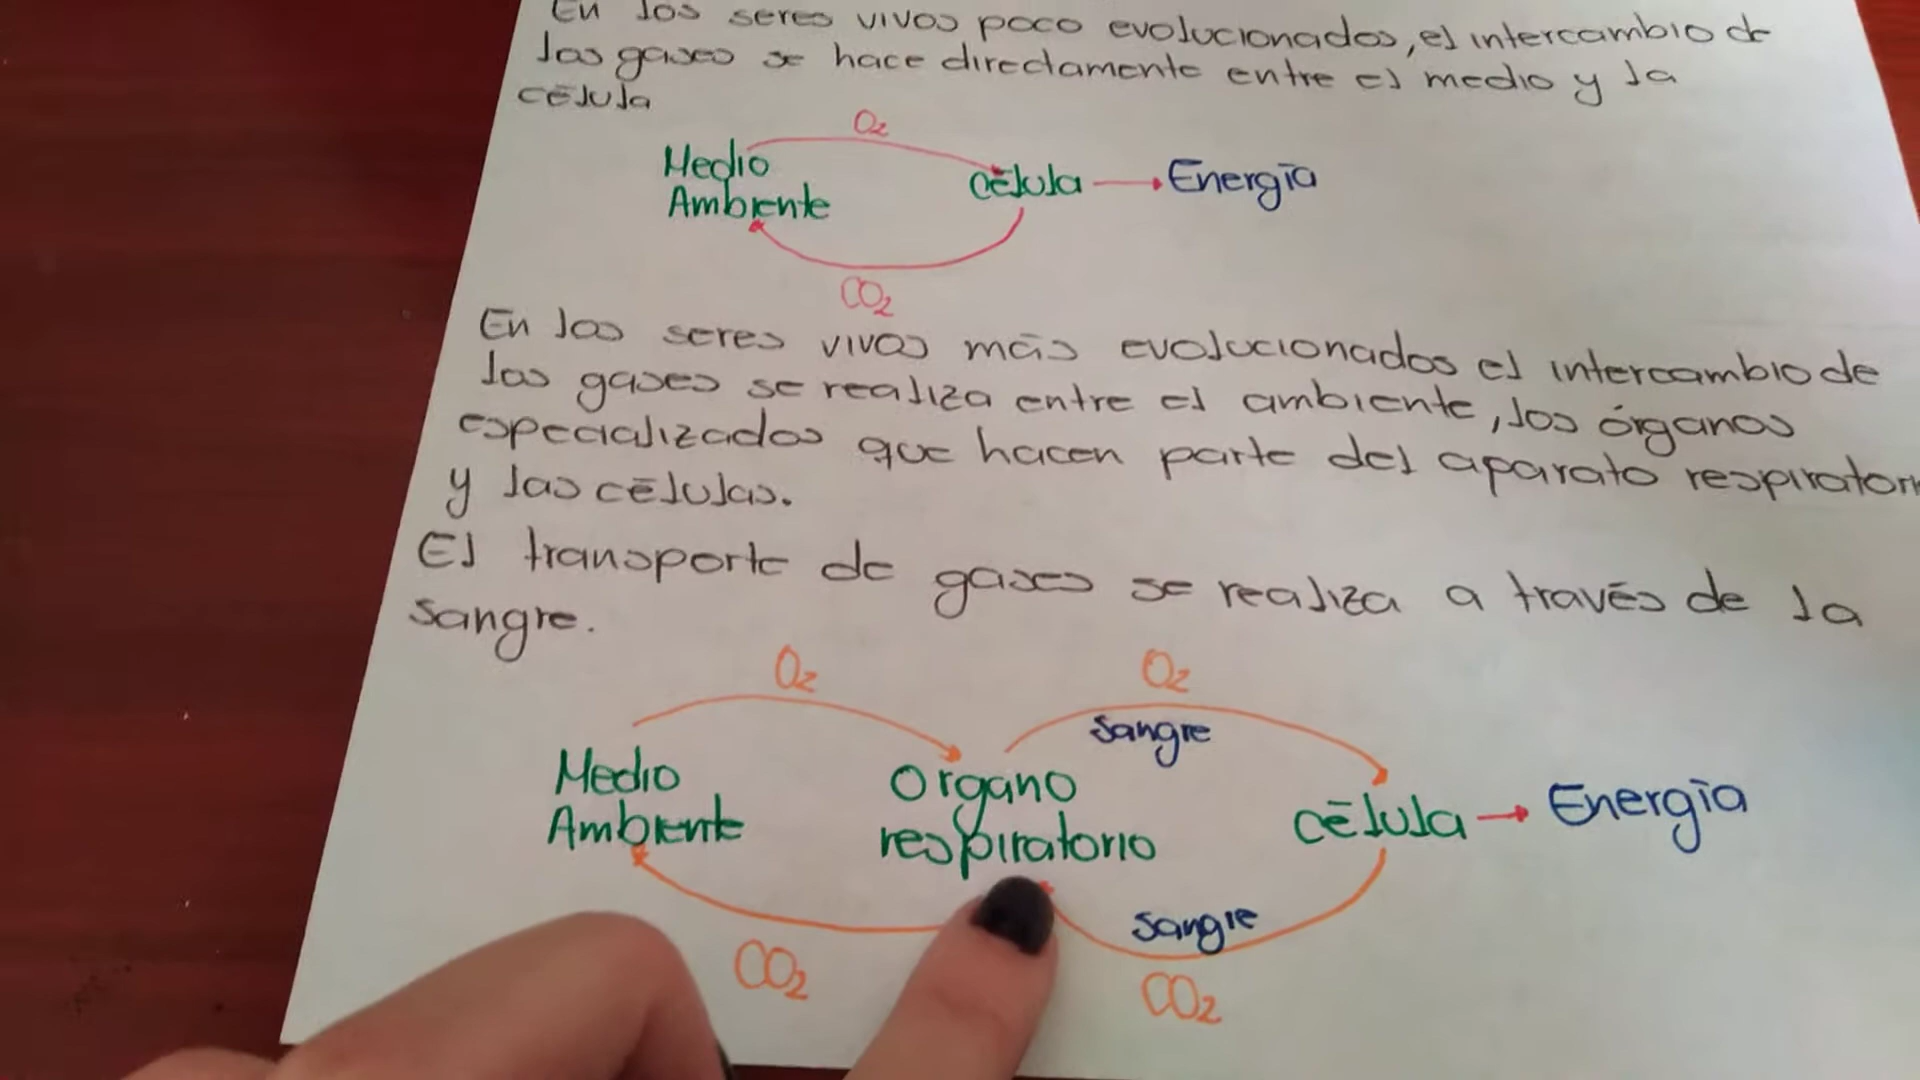 En los seres vivos poco evolucionados, el intercambio de
los gases se hace directamente entre el medio y la
célula
O2
Medio
Ambiente
célula → Energía
CO2
En los seres vivos más evolucionados el intercambio de
los gases se realiza entre el ambiente, los órganos
especializados que hacen parte del aparato respirator
y las células.
El transporte de gases se realiza a través de la
sangre.
O2
O2
sangre
Medio
Ambiente
Organo
respiratorio
célula → Energía
sangre
CO2
CO2